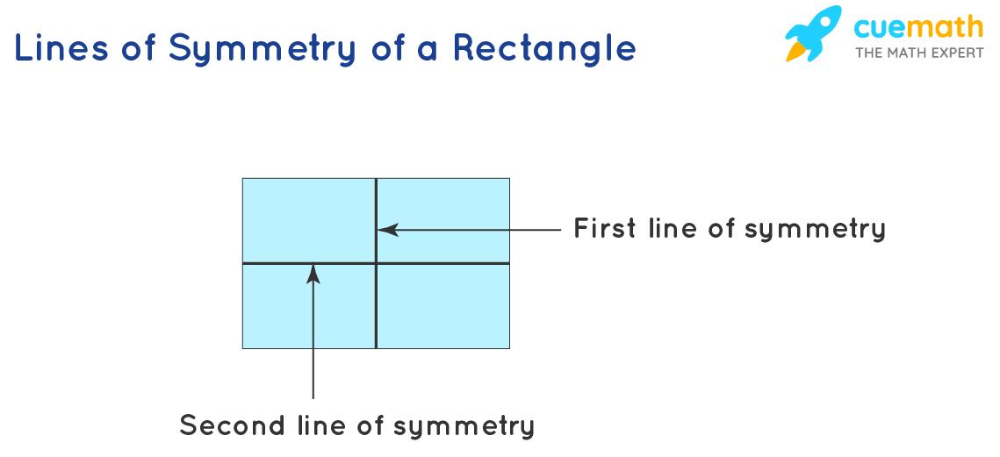 Lines of Symmetry of a Rectangle
cuemath
THE MATH EXPERT
First line of symmetry
Second line of symmetry